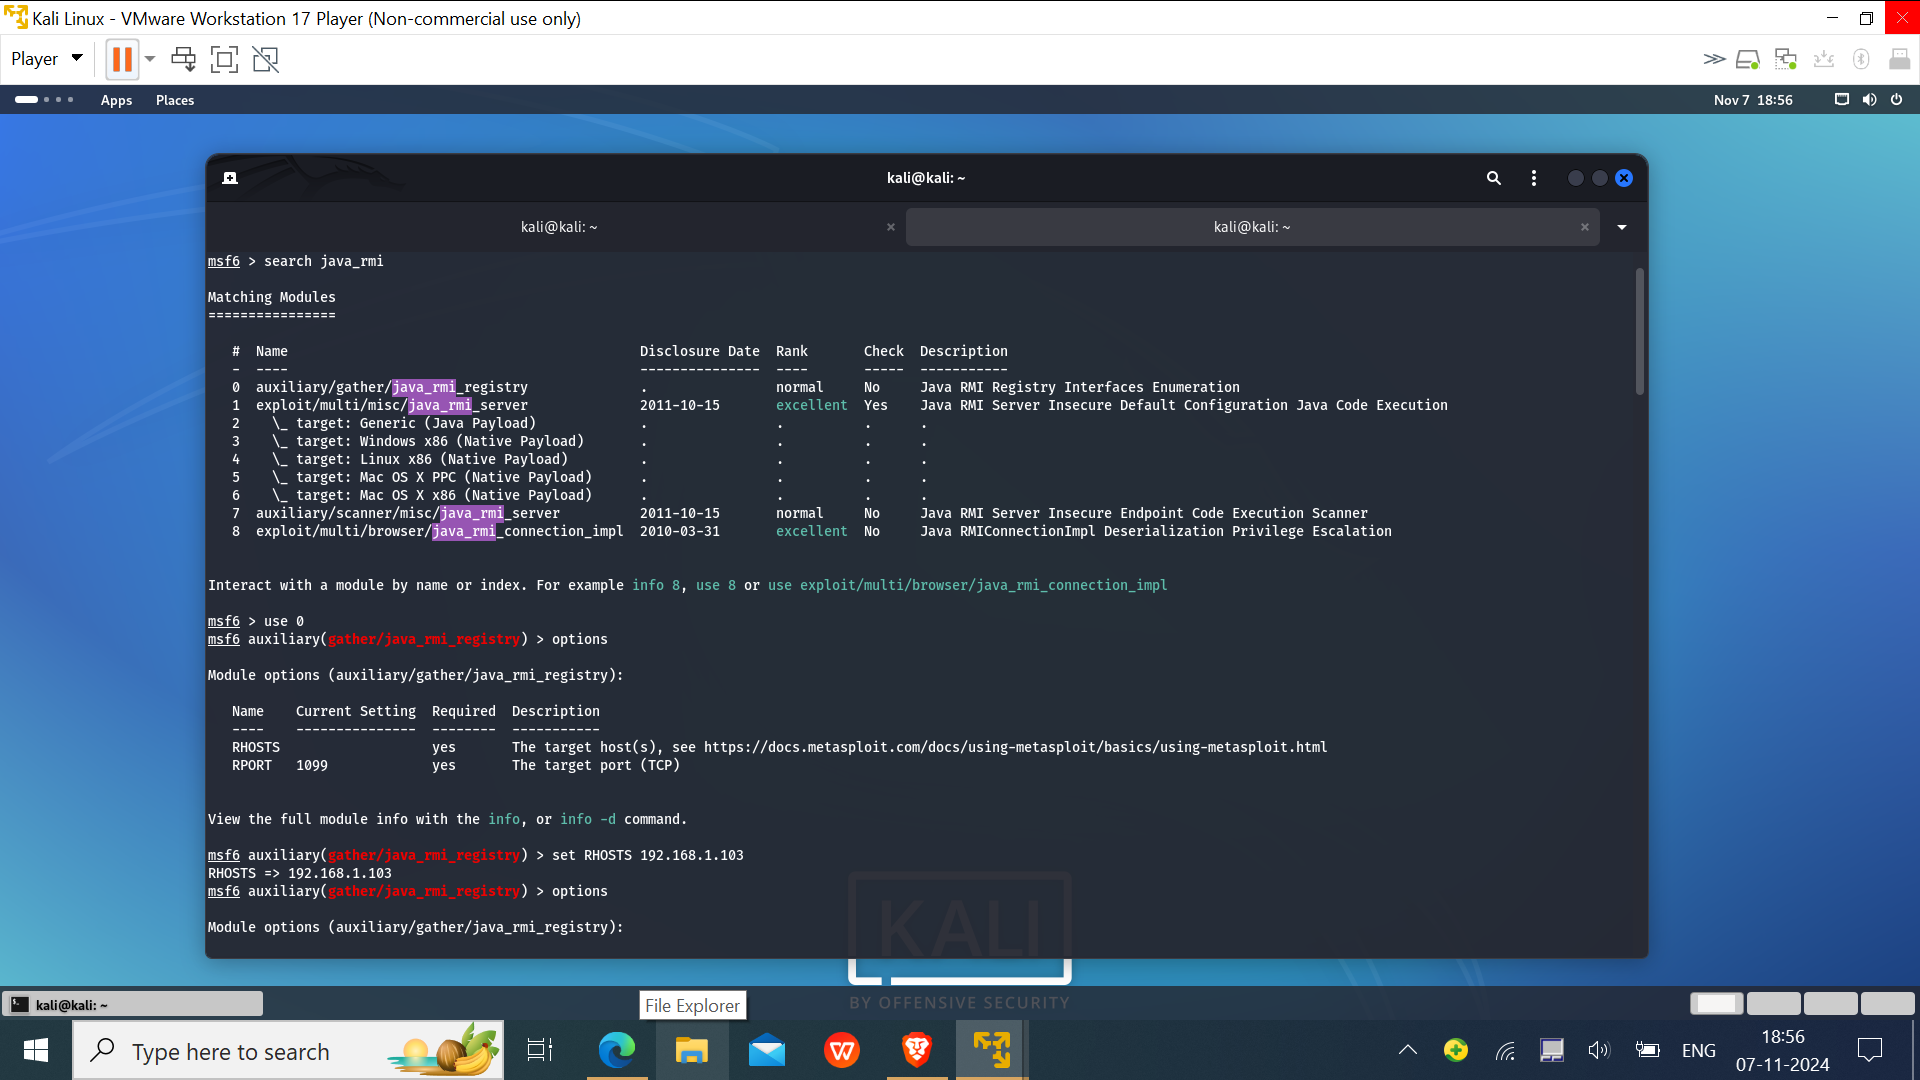 Kali Linux - VMware Workstation 17 Player (Non-commercial use only)
Player
Apps Places Nov 7 18:56
kali@kali: ~
kali@kali: ~ kali@kali: ~
msf6 > search java_rmi
Matching Modules
================
# Name Disclosure Date Rank Check Description
- ---- --------------- ---- ----- -----------
0 auxiliary/gather/java_rmi_registry . normal No Java RMI Registry Interfaces Enumeration
1 exploit/multi/misc/java_rmi_server 2011-10-15 excellent Yes Java RMI Server Insecure Default Configuration Java Code Execution
2 \_ target: Generic (Java Payload) . . . .
3 \_ target: Windows x86 (Native Payload) . . . .
4 \_ target: Linux x86 (Native Payload) . . . .
5 \_ target: Mac OS X PPC (Native Payload) . . . .
6 \_ target: Mac OS X x86 (Native Payload) . . . .
7 auxiliary/scanner/misc/java_rmi_server 2011-10-15 normal No Java RMI Server Insecure Endpoint Code Execution Scanner
8 exploit/multi/browser/java_rmi_connection_impl 2010-03-31 excellent No Java RMIConnectionImpl Deserialization Privilege Escalation
Interact with a module by name or index. For example info 8, use 8 or use exploit/multi/browser/java_rmi_connection_impl
msf6 > use 0
msf6 auxiliary(gather/java_rmi_registry) > options
Module options (auxiliary/gather/java_rmi_registry):
Name Current Setting Required Description
---- --------------- -------- -----------
RHOSTS yes The target host(s), see https://docs.metasploit.com/docs/using-metasploit/basics/using-metasploit.html
RPORT 1099 yes The target port (TCP)
View the full module info with the info, or info -d command.
msf6 auxiliary(gather/java_rmi_registry) > set RHOSTS 192.168.1.103
RHOSTS => 192.168.1.103
msf6 auxiliary(gather/java_rmi_registry) > options
Module options (auxiliary/gather/java_rmi_registry):
KALI
BY OFFENSIVE SECURITY
kali@kali: ~
File Explorer
Type here to search
ENG
18:56
07-11-2024